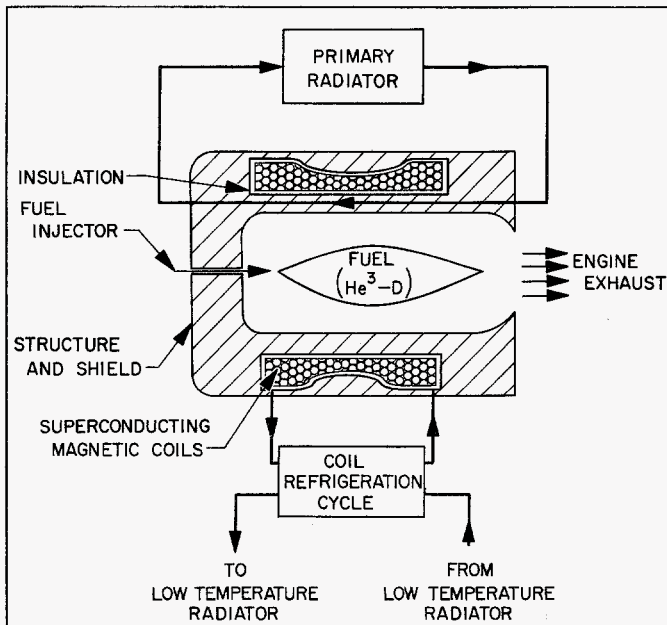 PRIMARY
RADIATOR
INSULATION
FUEL
INJECTOR
FUEL
(He³–D)
ENGINE
EXHAUST
STRUCTURE
AND SHIELD
SUPERCONDUCTING
MAGNETIC COILS
COIL
REFRIGERATION
CYCLE
TO
LOW TEMPERATURE
RADIATOR
FROM
LOW TEMPERATURE
RADIATOR